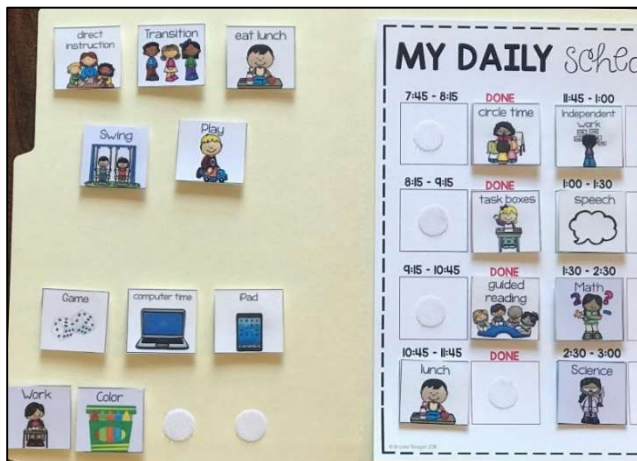 direct
instruction
Transition
eat lunch
Swing
Play
Game
computer time
iPad
Work
Color
MY DAILY
7:45 - 8:15
DONE
circle time
11:45 - 1:00
Independent
work
8:15 - 9:15
DONE
task boxes
1:00 - 1:30
speech
9:15 - 10:45
DONE
guided
reading
1:30 - 2:30
Math
10:45 - 11:45
DONE
lunch
2:30 - 3:00
Science